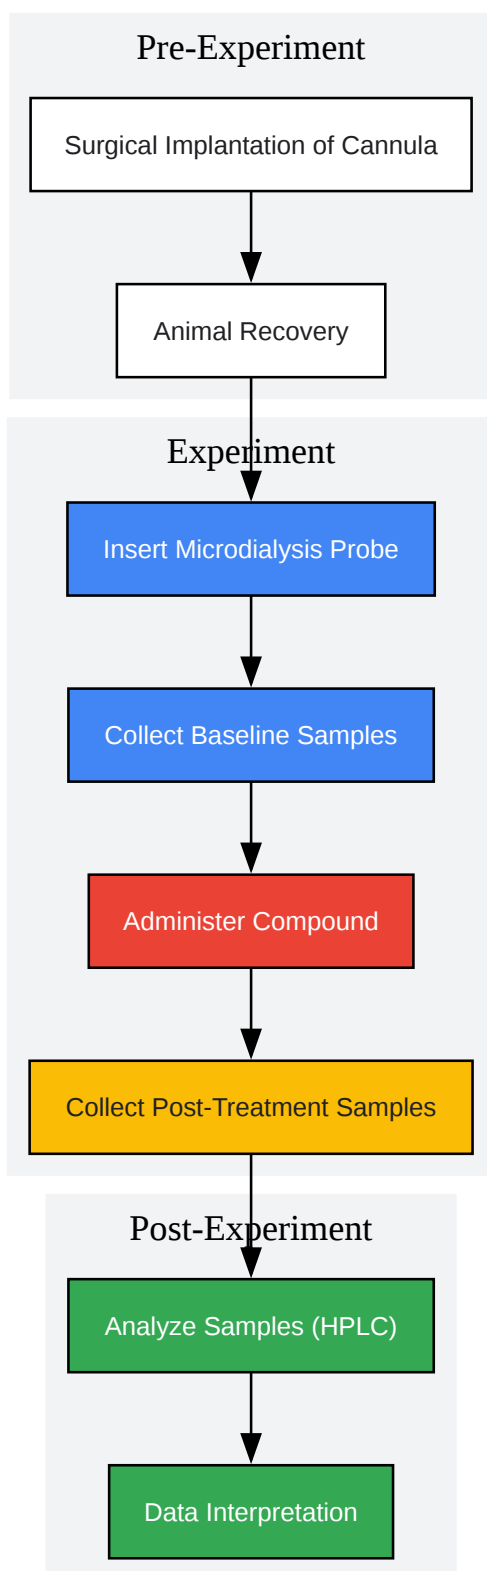 Pre-Experiment
Surgical Implantation of Cannula
Animal Recovery
Experiment
Insert Microdialysis Probe
Collect Baseline Samples
Administer Compound
Collect Post-Treatment Samples
Post-Experiment
Analyze Samples (HPLC)
Data Interpretation